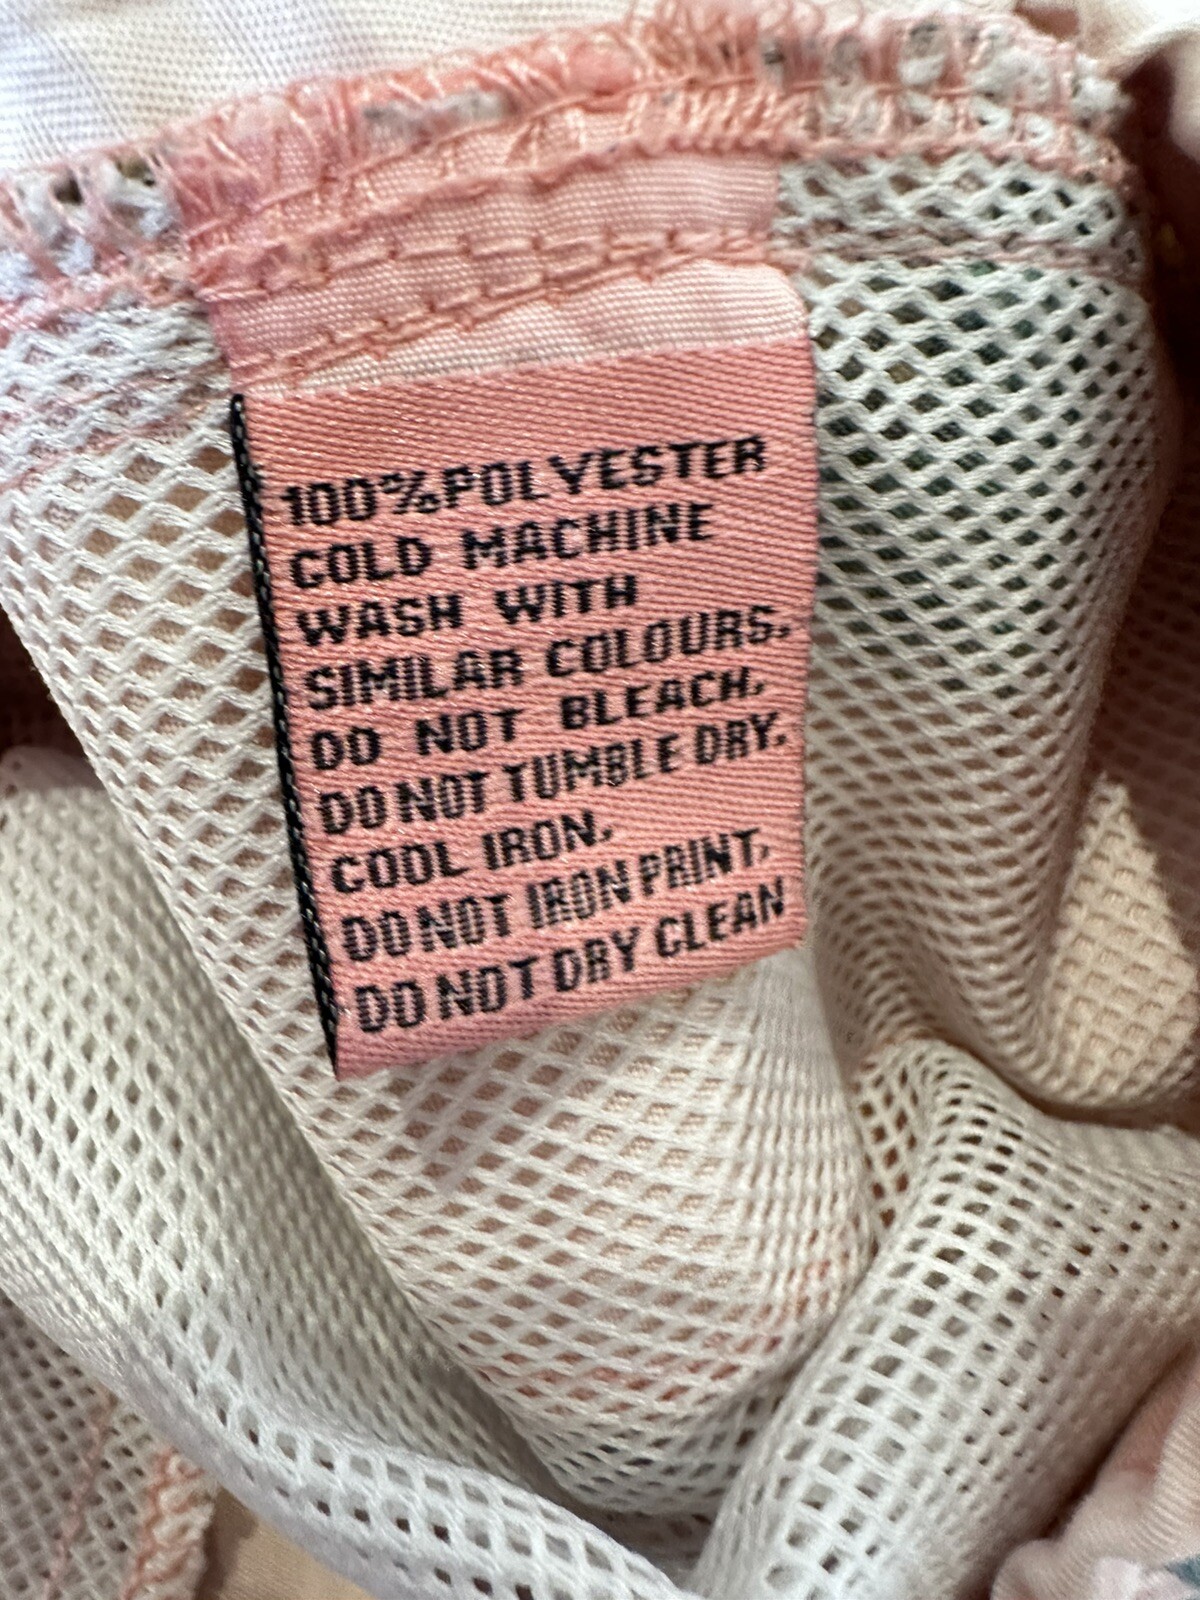 100%POLYESTER
COLD MACHINE
WASH WITH
SIMILAR COLOURS.
DO NOT BLEACH.
DO NOT TUMBLE DRY.
COOL IRON.
DO NOT IRON PRINT.
DO NOT DRY CLEAN